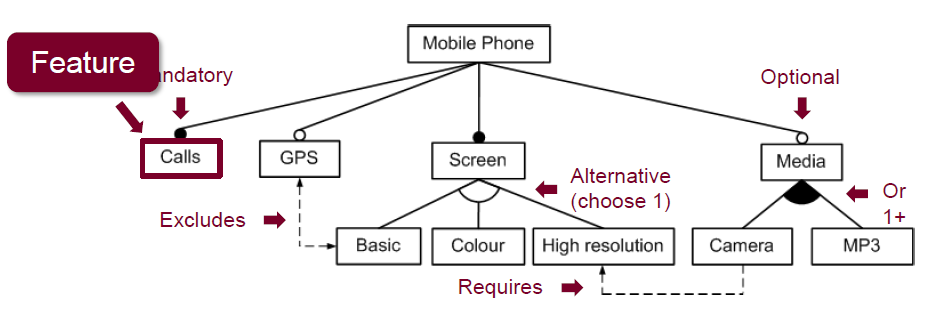 Mobile Phone
Feature
ndatory
Optional
Calls
GPS
Screen
Media
Alternative
(choose 1)
Or
1+
Excludes
Basic
Colour
High resolution
Camera
MP3
Requires